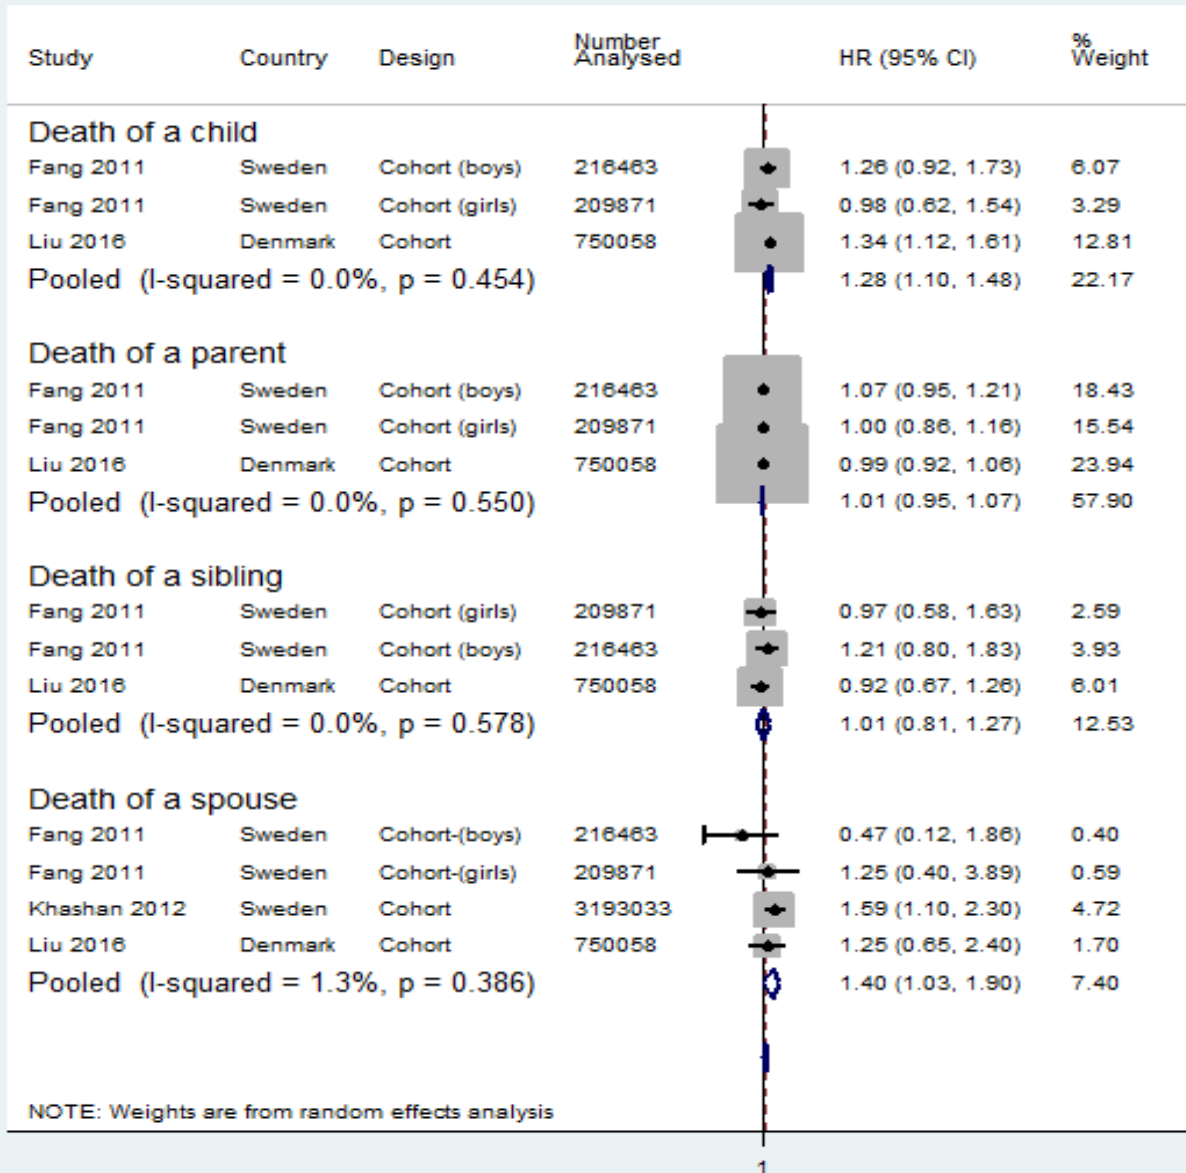 Study Country Design Number Analysed HR (95% CI) % Weight
Death of a child
Fang 2011 Sweden Cohort (boys) 216463 1.26 (0.92, 1.73) 6.07
Fang 2011 Sweden Cohort (girls) 209871 0.98 (0.62, 1.54) 3.29
Liu 2016 Denmark Cohort 750058 1.34 (1.12, 1.61) 12.81
Pooled (I-squared = 0.0%, p = 0.454) 1.28 (1.10, 1.48) 22.17
Death of a parent
Fang 2011 Sweden Cohort (boys) 216463 1.07 (0.95, 1.21) 18.43
Fang 2011 Sweden Cohort (girls) 209871 1.00 (0.86, 1.16) 15.54
Liu 2016 Denmark Cohort 750058 0.99 (0.92, 1.06) 23.94
Pooled (I-squared = 0.0%, p = 0.550) 1.01 (0.95, 1.07) 57.90
Death of a sibling
Fang 2011 Sweden Cohort (girls) 209871 0.97 (0.58, 1.63) 2.59
Fang 2011 Sweden Cohort (boys) 216463 1.21 (0.80, 1.83) 3.93
Liu 2016 Denmark Cohort 750058 0.92 (0.67, 1.26) 6.01
Pooled (I-squared = 0.0%, p = 0.578) 1.01 (0.81, 1.27) 12.53
Death of a spouse
Fang 2011 Sweden Cohort-(boys) 216463 0.47 (0.12, 1.86) 0.40
Fang 2011 Sweden Cohort-(girls) 209871 1.25 (0.40, 3.89) 0.59
Khashan 2012 Sweden Cohort 3193033 1.59 (1.10, 2.30) 4.72
Liu 2016 Denmark Cohort 750058 1.25 (0.65, 2.40) 1.70
Pooled (I-squared = 1.3%, p = 0.386) 1.40 (1.03, 1.90) 7.40
NOTE: Weights are from random effects analysis
1